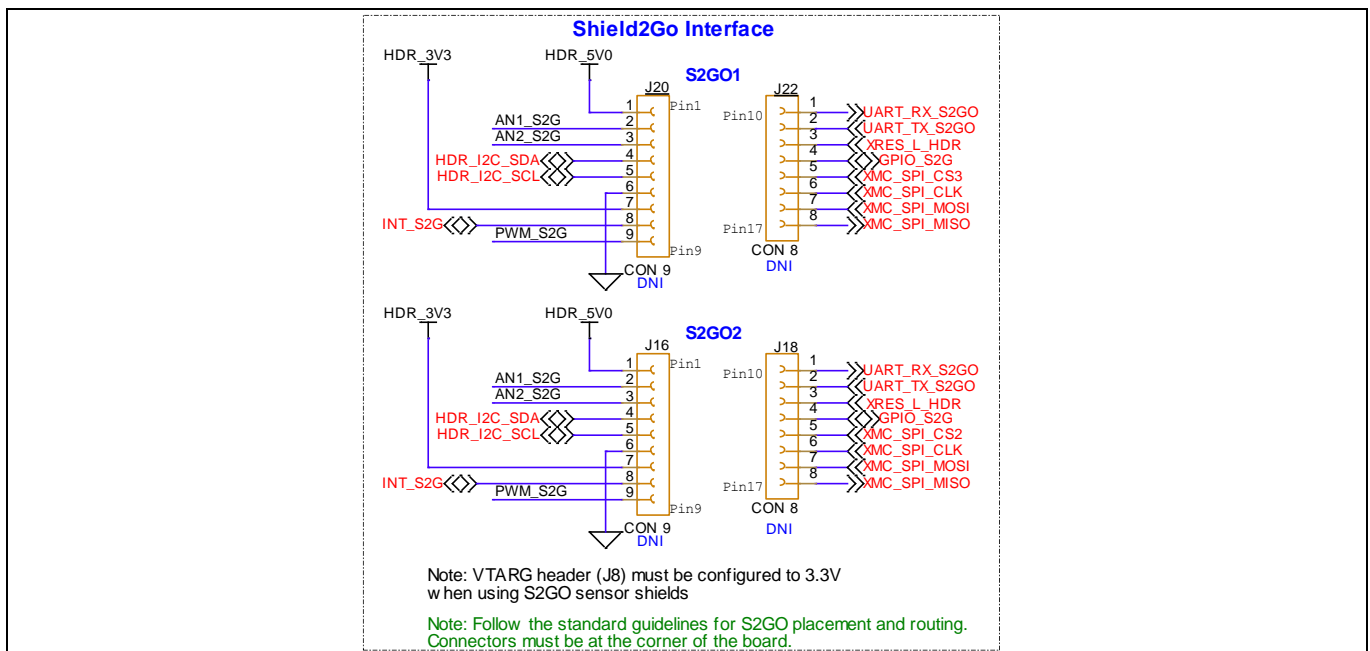 Shield2Go Interface
HDR_3V3
HDR_5V0
S2GO1
J20
J22
Pin1
Pin10
1
2
3
4
5
6
7
8
9
AN1_S2G
AN2_S2G
HDR_I2C_SDA
HDR_I2C_SCL
INT_S2G
PWM_S2G
Pin9
CON 9
DNI
1
2
3
4
5
6
7
8
UART_RX_S2GO
UART_TX_S2GO
XRES_L_HDR
GPIO_S2G
XMC_SPI_CS3
XMC_SPI_CLK
XMC_SPI_MOSI
XMC_SPI_MISO
Pin17
CON 8
DNI
HDR_3V3
HDR_5V0
S2GO2
J16
J18
Pin1
Pin10
1
2
3
4
5
6
7
8
9
AN1_S2G
AN2_S2G
HDR_I2C_SDA
HDR_I2C_SCL
INT_S2G
PWM_S2G
Pin9
CON 9
DNI
1
2
3
4
5
6
7
8
UART_RX_S2GO
UART_TX_S2GO
XRES_L_HDR
GPIO_S2G
XMC_SPI_CS2
XMC_SPI_CLK
XMC_SPI_MOSI
XMC_SPI_MISO
Pin17
CON 8
DNI
Note: VTARG header (J8) must be configured to 3.3V
when using S2GO sensor shields
Note: Follow the standard guidelines for S2GO placement and routing.
Connectors must be at the corner of the board.